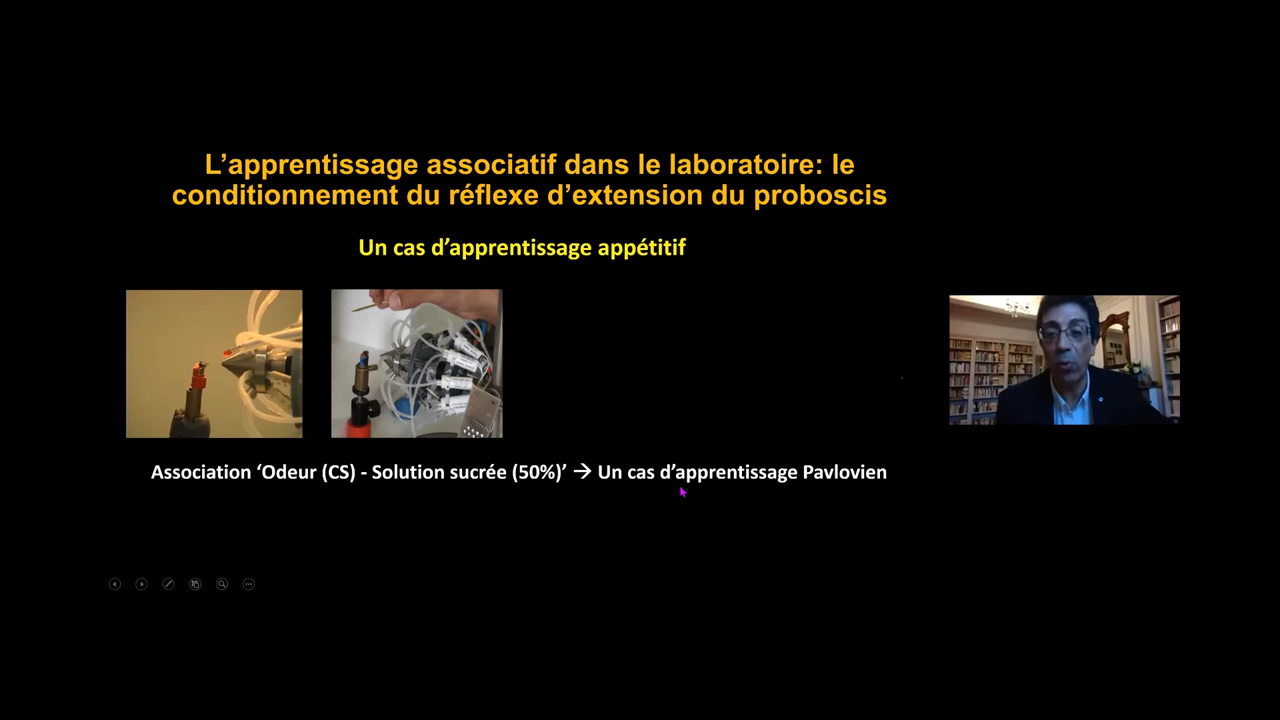 L’apprentissage associatif dans le laboratoire: le
conditionnement du réflexe d’extension du proboscis
Un cas d’apprentissage appétitif
Association ‘Odeur (CS) - Solution sucrée (50%)’ → Un cas d’apprentissage Pavlovien